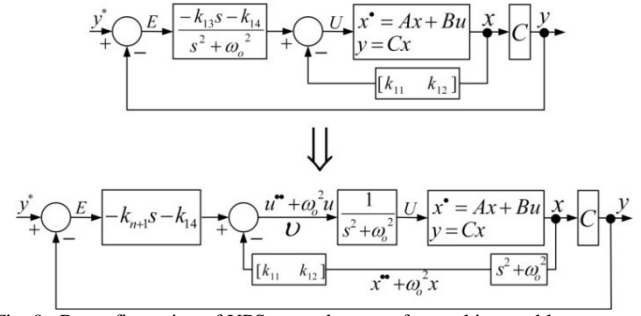 y* E −k₁₃s−k₁₄ U x• = Ax + Bu x y
+ − s² + ωₒ² + − y = Cx C
[k₁₁ k₁₂]
⇓
y* E −kₙ₊₁s−k₁₄ u••+ωₒ²u 1 U x• = Ax + Bu x y
+ − + − υ s²+ωₒ² y = Cx C
[k₁₁ k₁₂] x••+ωₒ²x s²+ωₒ²